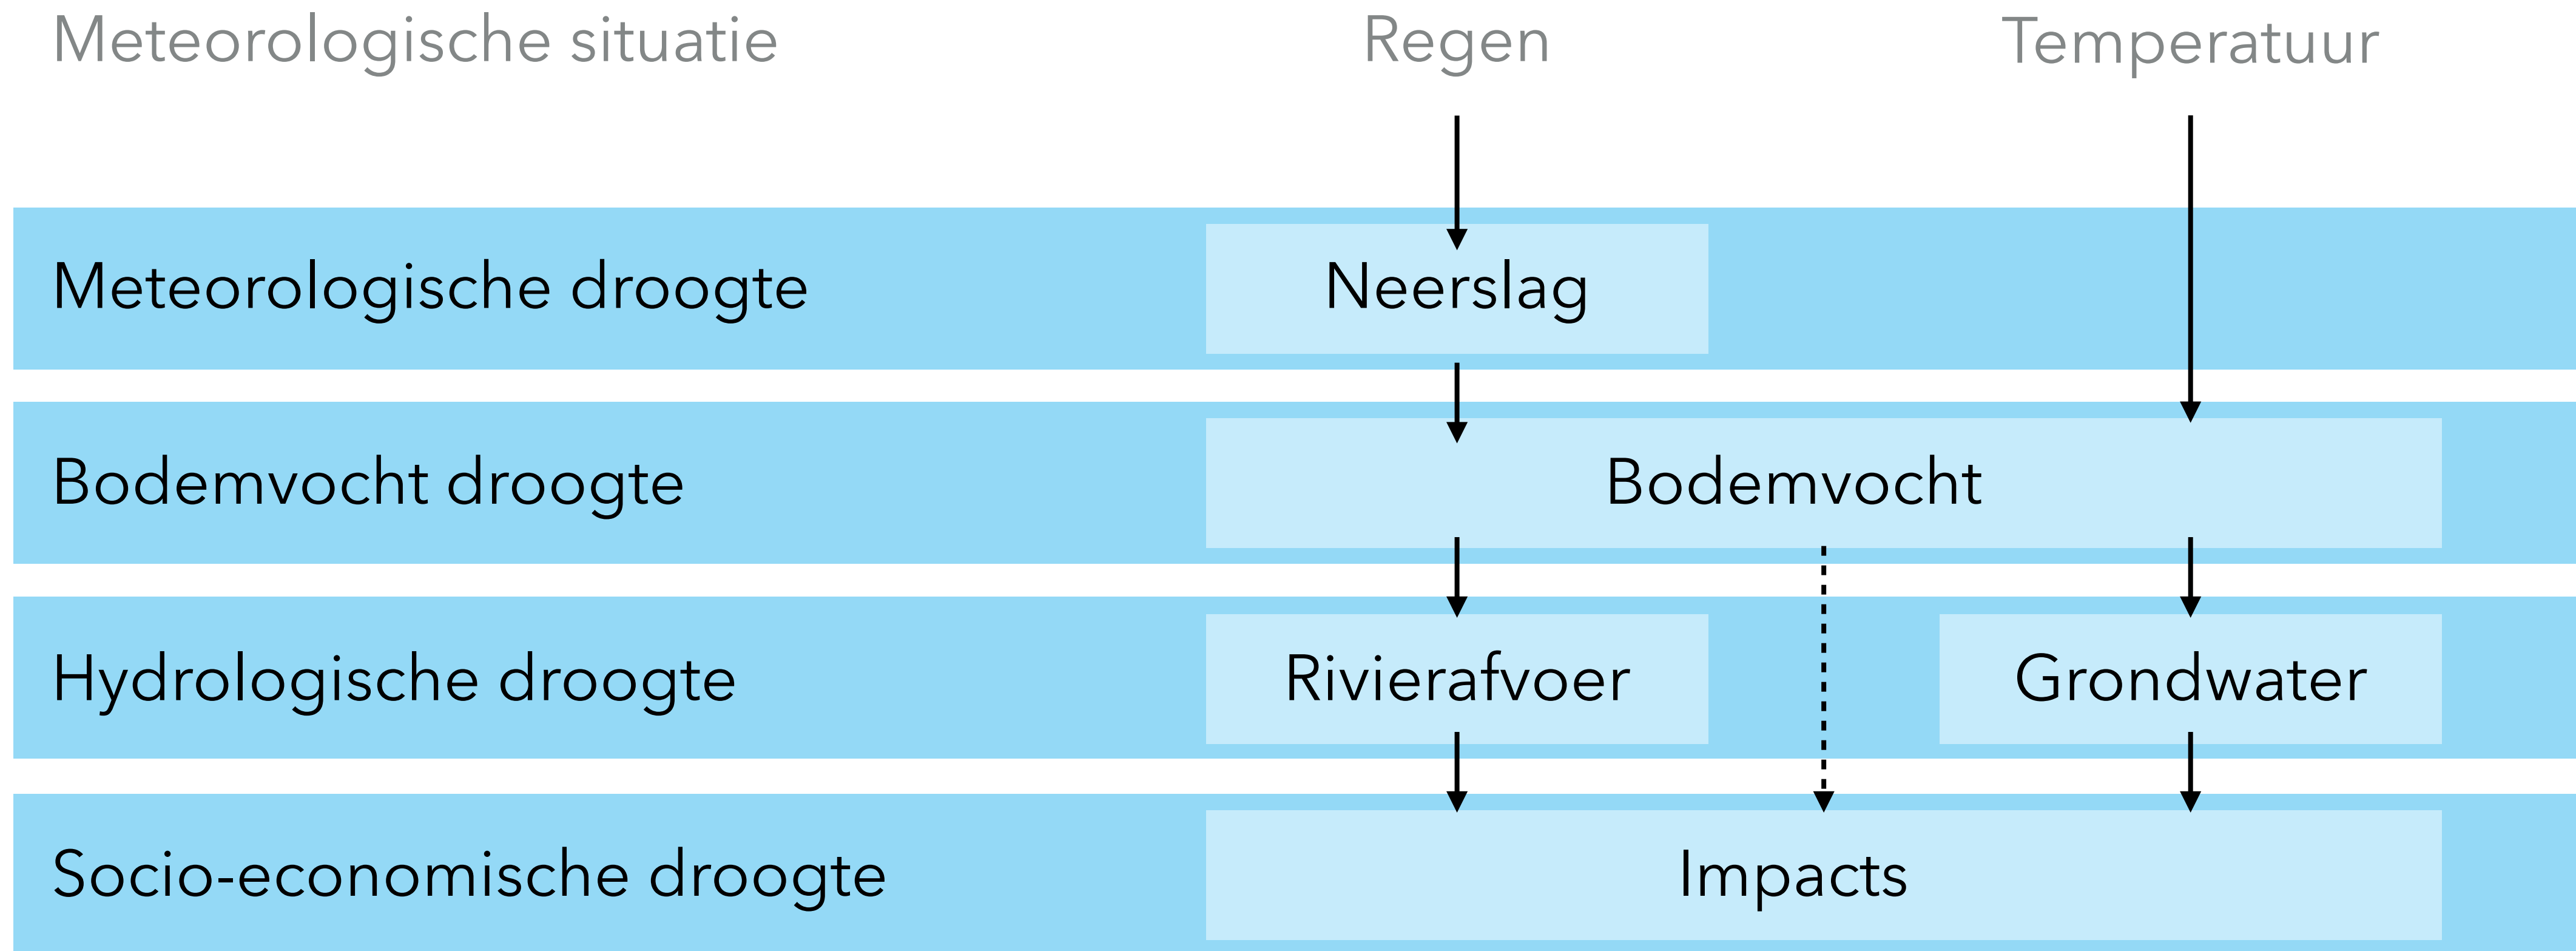 Meteorologische situatie
Regen
Temperatuur
Meteorologische droogte
Neerslag
Bodemvocht droogte
Bodemvocht
Hydrologische droogte
Rivierafvoer
Grondwater
Socio-economische droogte
Impacts